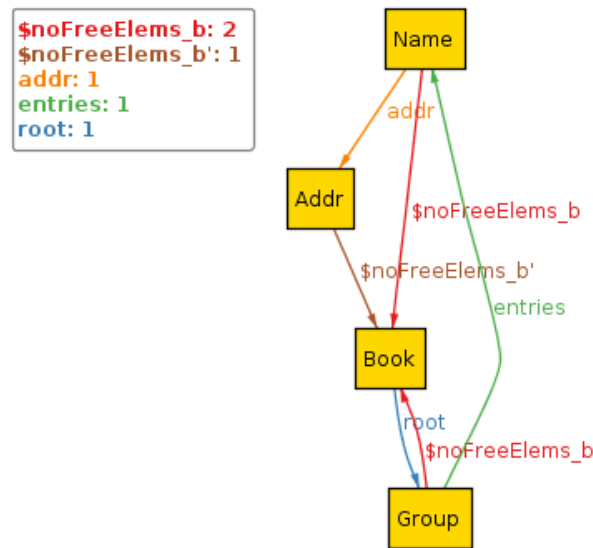 $noFreeElems_b: 2
$noFreeElems_b': 1
addr: 1
entries: 1
root: 1
Name
addr
Addr
$noFreeElems_b
$noFreeElems_b'
entries
Book
root
$noFreeElems_b
Group